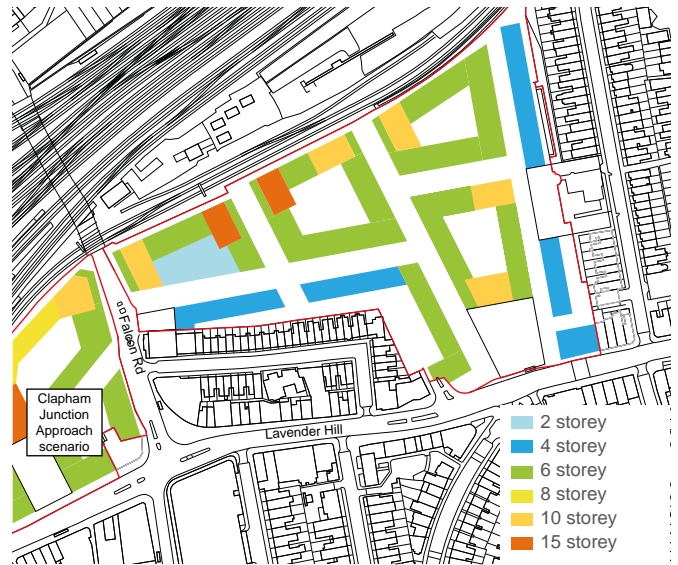 Falcon Rd
Clapham
Junction
Approach
scenario
Lavender Hill
2 storey
4 storey
6 storey
8 storey
10 storey
15 storey